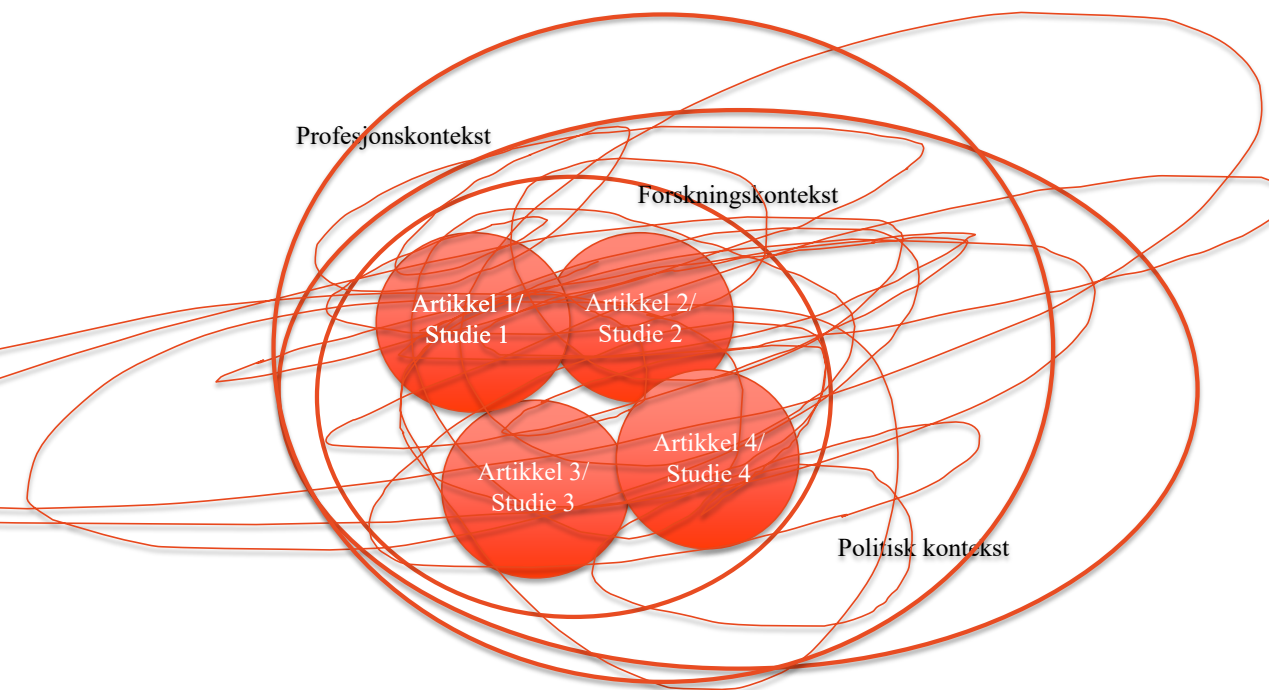 Profesjonskontekst
Forskningskontekst
Artikkel 1/
Studie 1
Artikkel 2/
Studie 2
Artikkel 3/
Studie 3
Artikkel 4/
Studie 4
Politisk kontekst